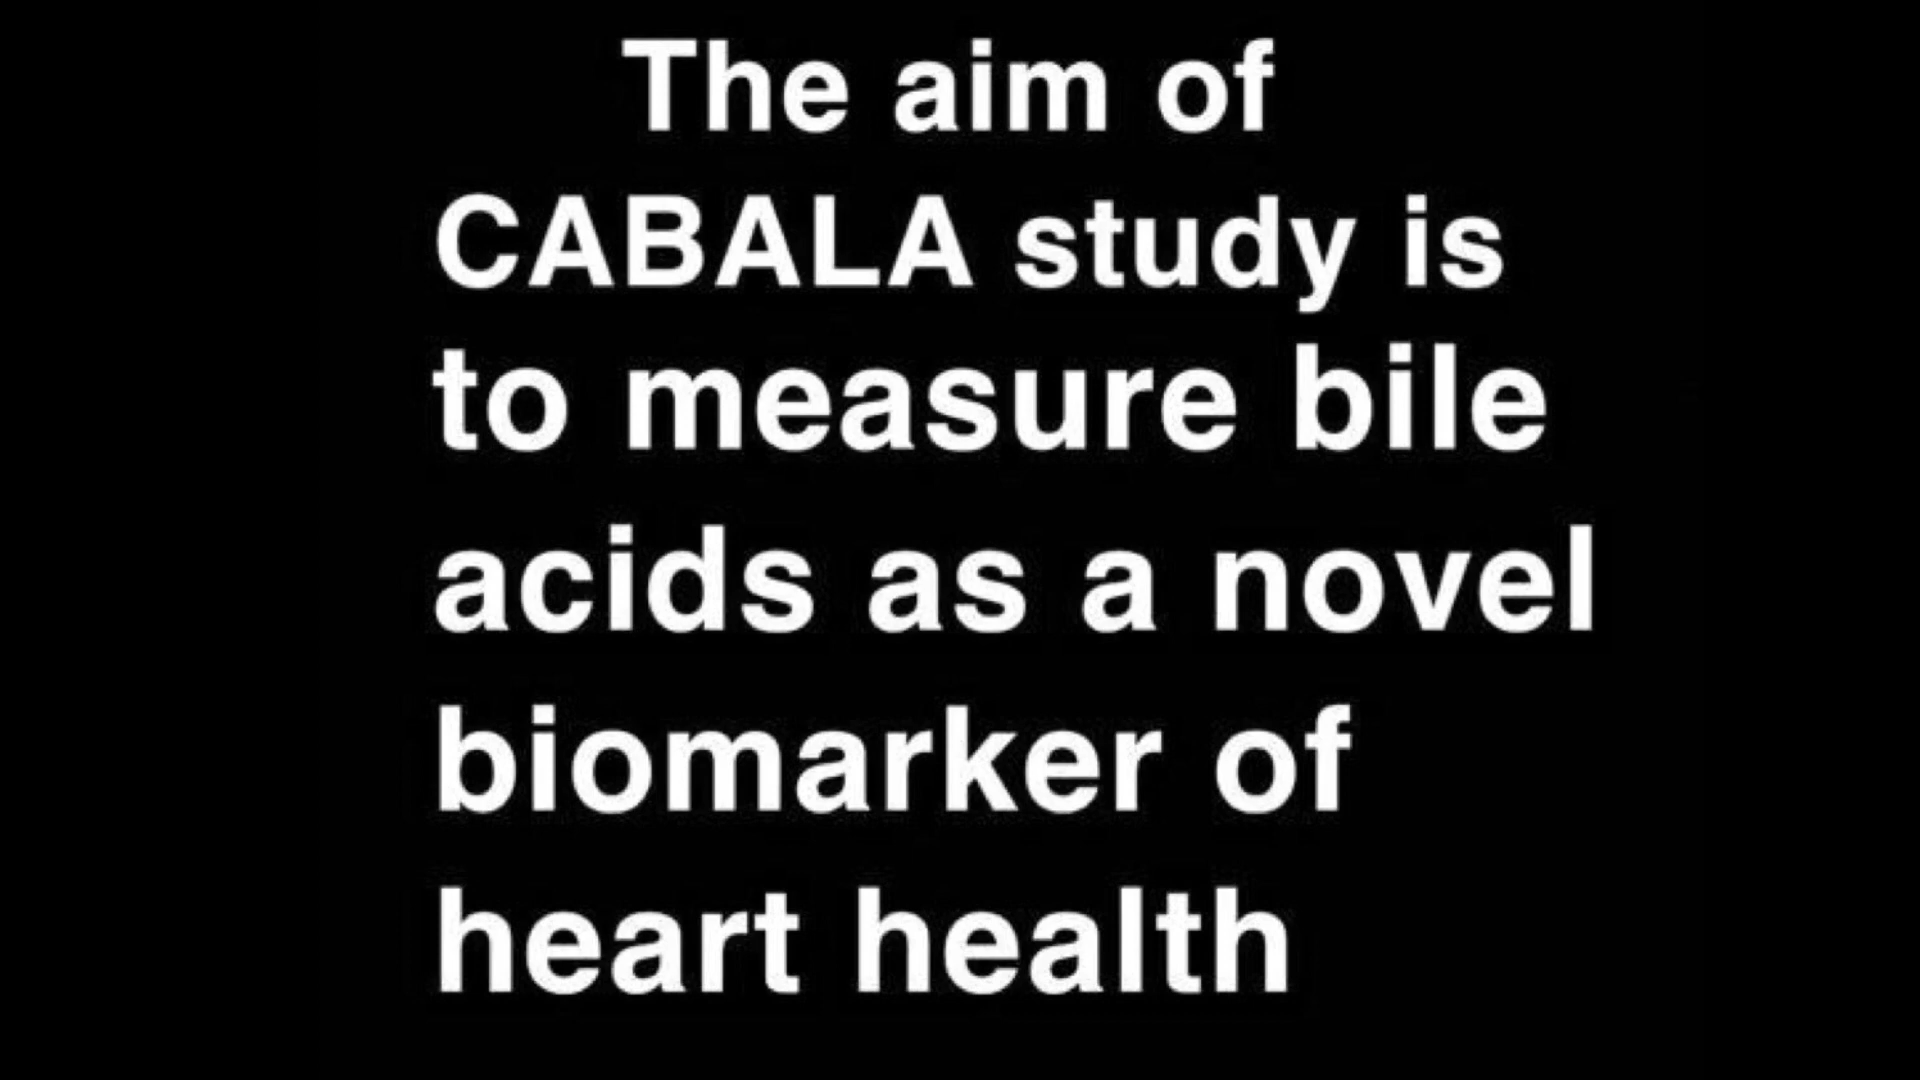 The aim of
CABALA study is
to measure bile
acids as a novel
biomarker of
heart health